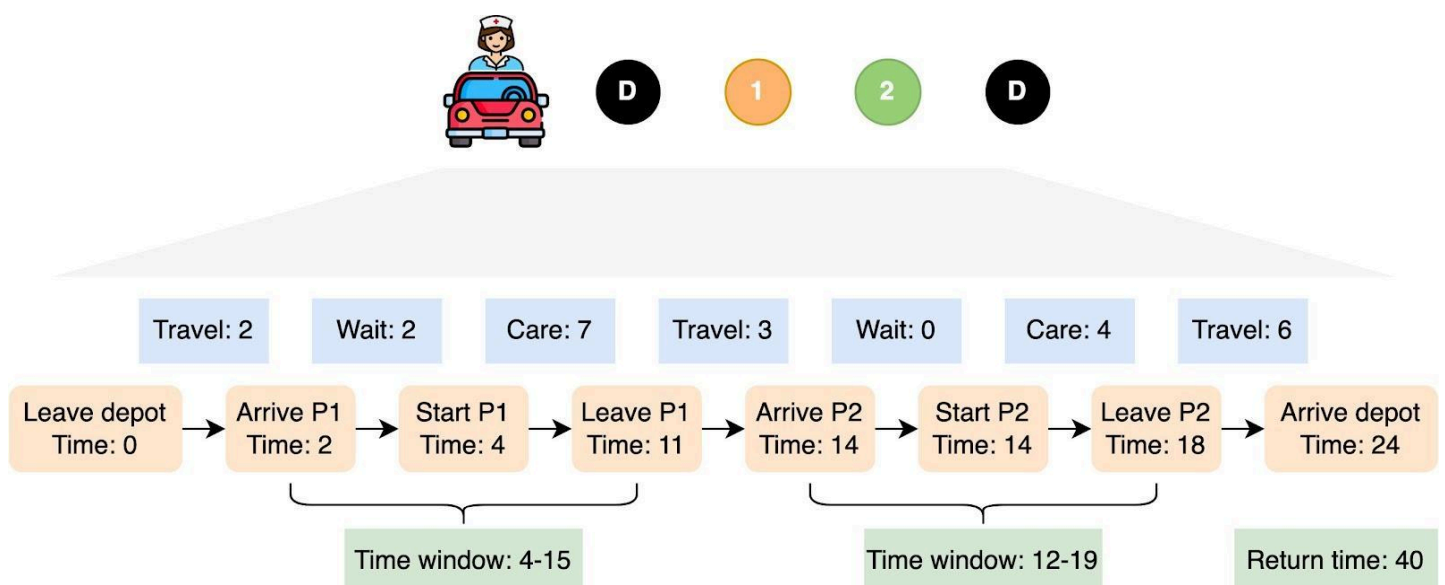 D
1
2
D
Travel: 2
Wait: 2
Care: 7
Travel: 3
Wait: 0
Care: 4
Travel: 6
Leave depot
Time: 0
Arrive P1
Time: 2
Start P1
Time: 4
Leave P1
Time: 11
Arrive P2
Time: 14
Start P2
Time: 14
Leave P2
Time: 18
Arrive depot
Time: 24
Time window: 4-15
Time window: 12-19
Return time: 40